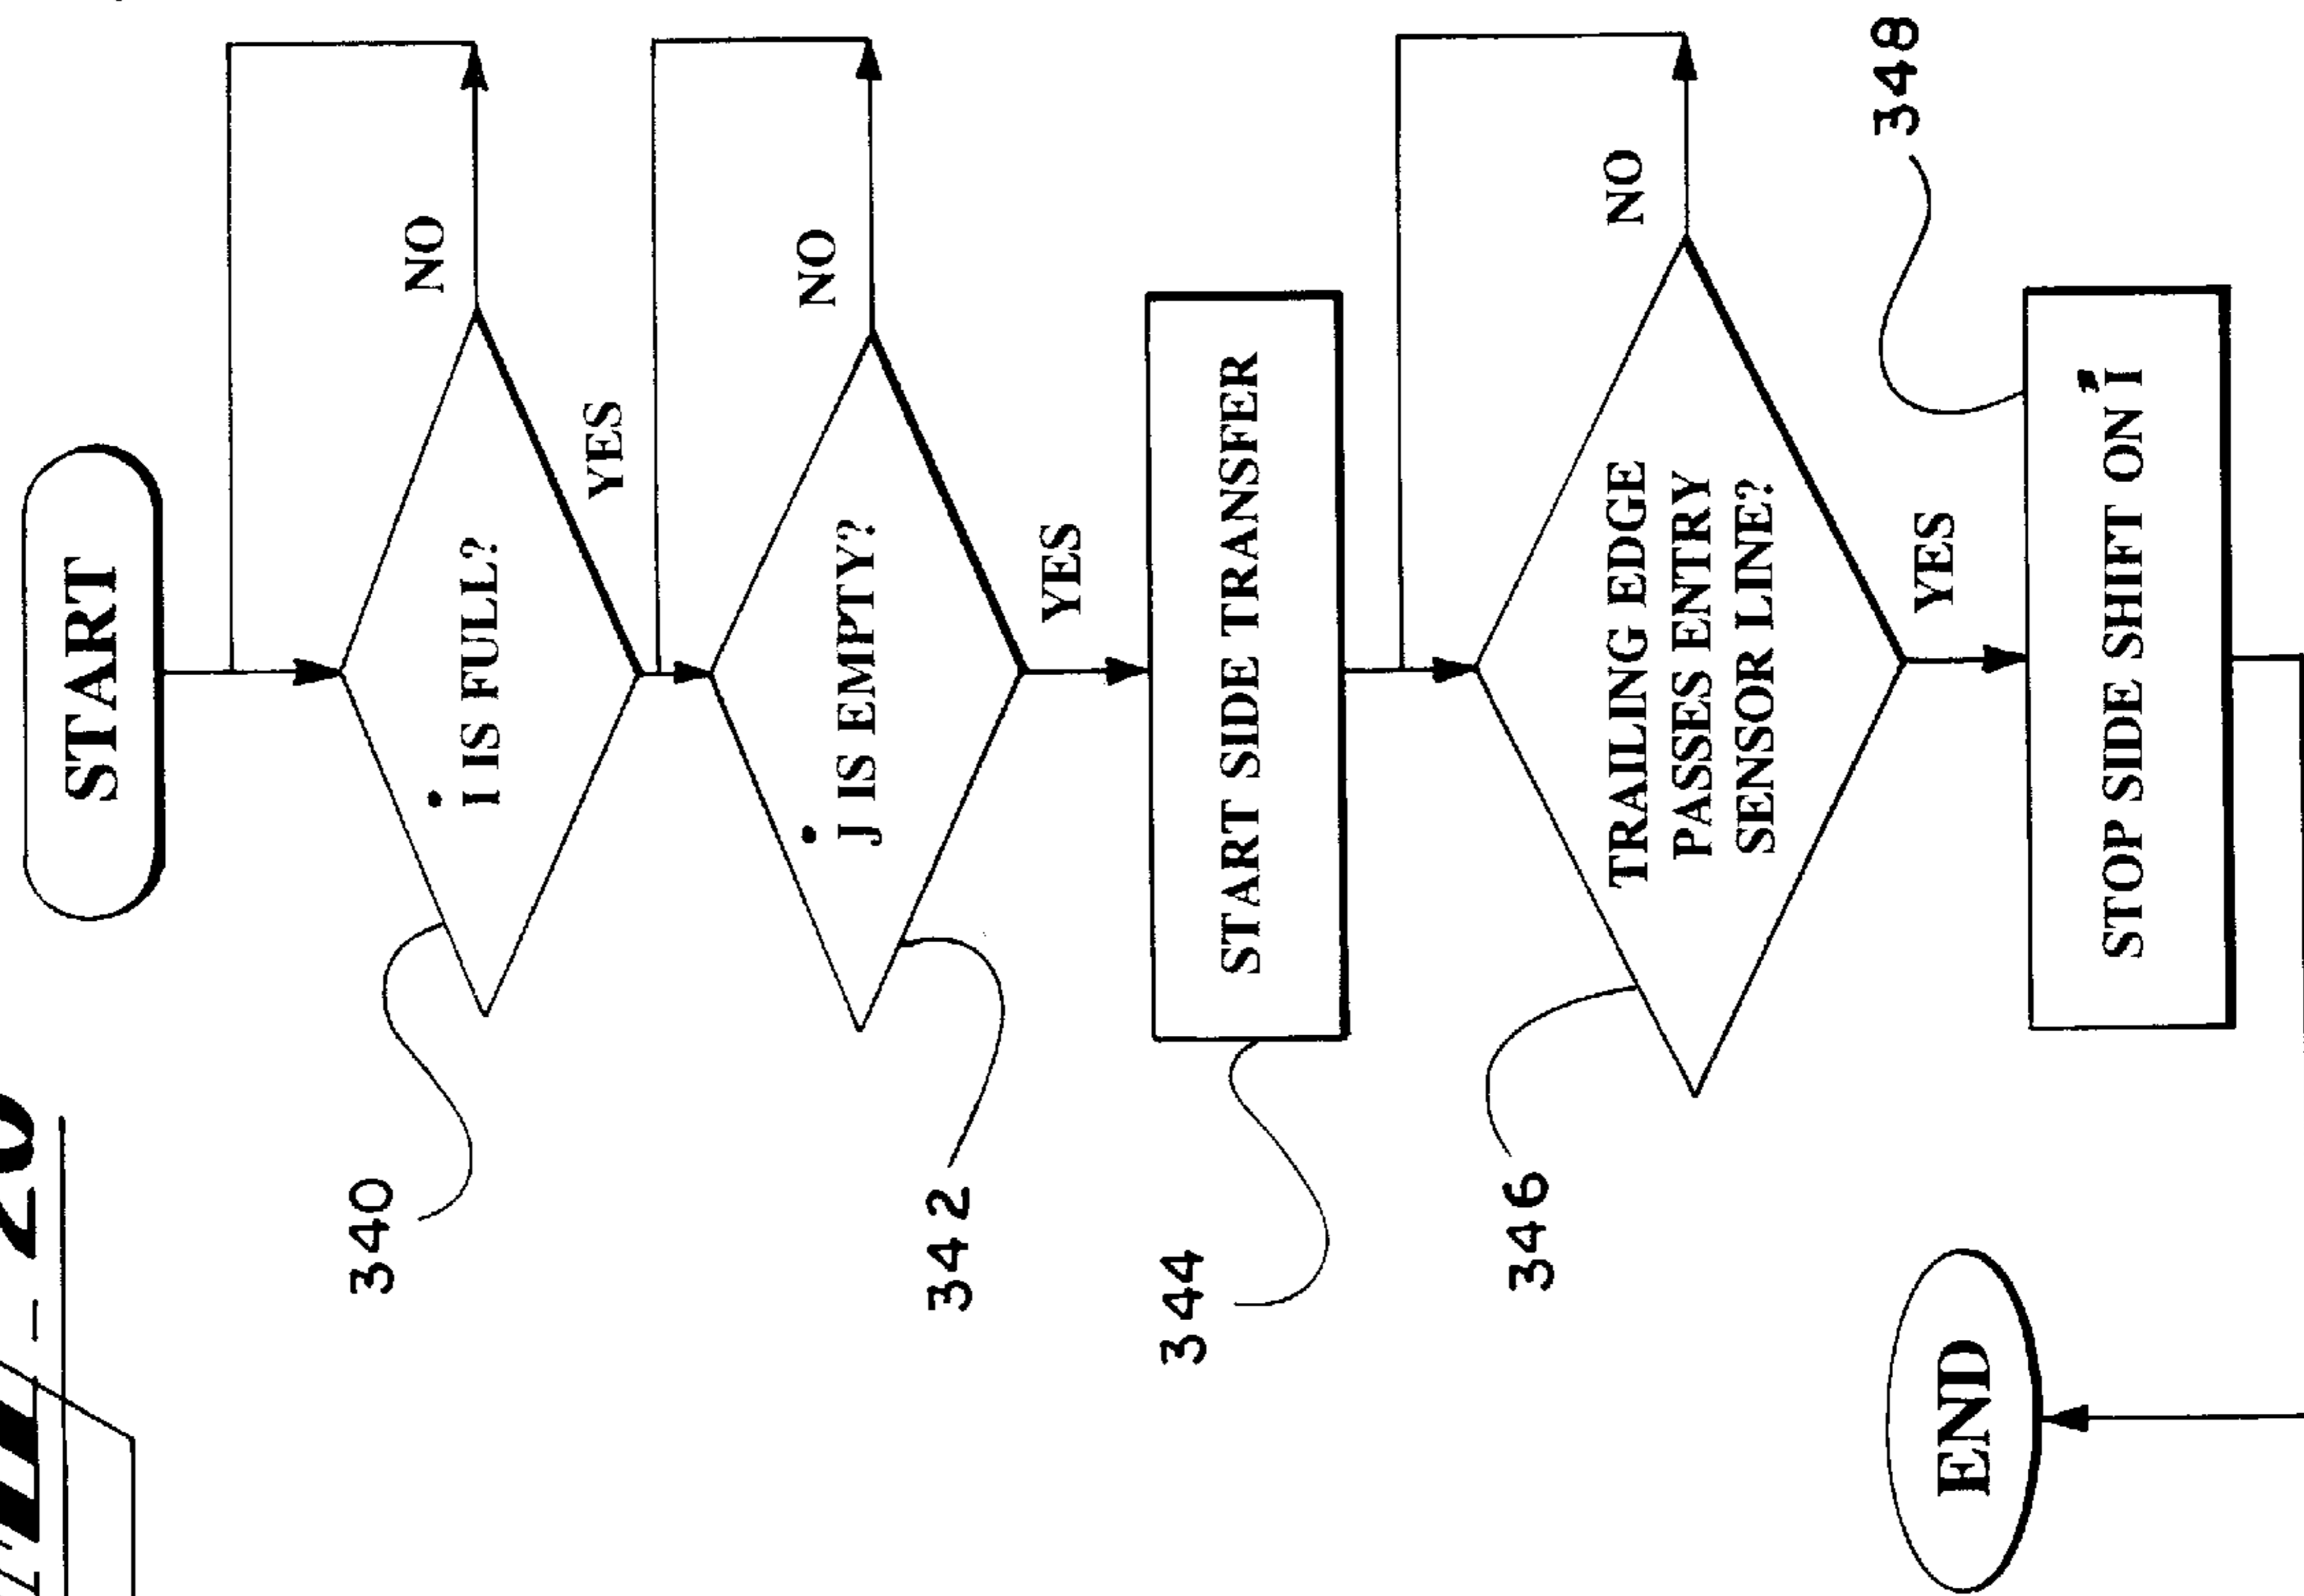 START
340
i IS FULL?
NO
YES
342
j IS EMPTY?
NO
YES
344
START SIDE TRANSFER
346
TRAILING EDGE
PASSES ENTRY
SENSOR LINE?
NO
YES
348
STOP SIDE SHIFT ON i
END